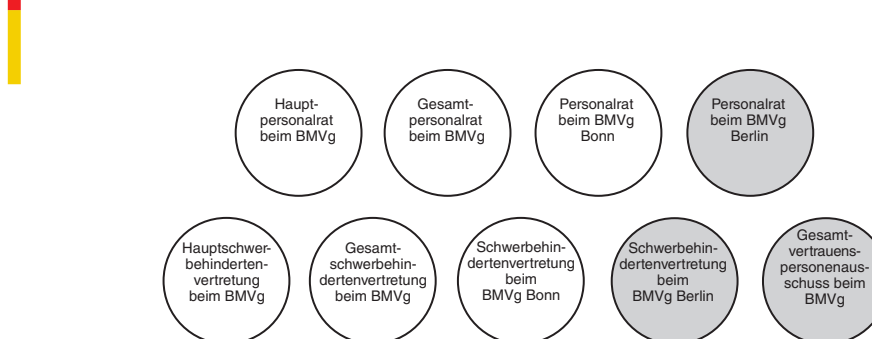 Haupt-
personalrat
beim BMVg
Gesamt-
personalrat
beim BMVg
Personalrat
beim BMVg
Bonn
Personalrat
beim BMVg
Berlin
Hauptschwer-
behinderten-
vertretung
beim BMVg
Gesamt-
schwerbehin-
dertenvertretung
beim BMVg
Schwerbehin-
dertenvertretung
beim
BMVg Bonn
Schwerbehin-
dertenvertretung
beim
BMVg Berlin
Gesamt-
vertrauens-
personenaus-
schuss beim
BMVg